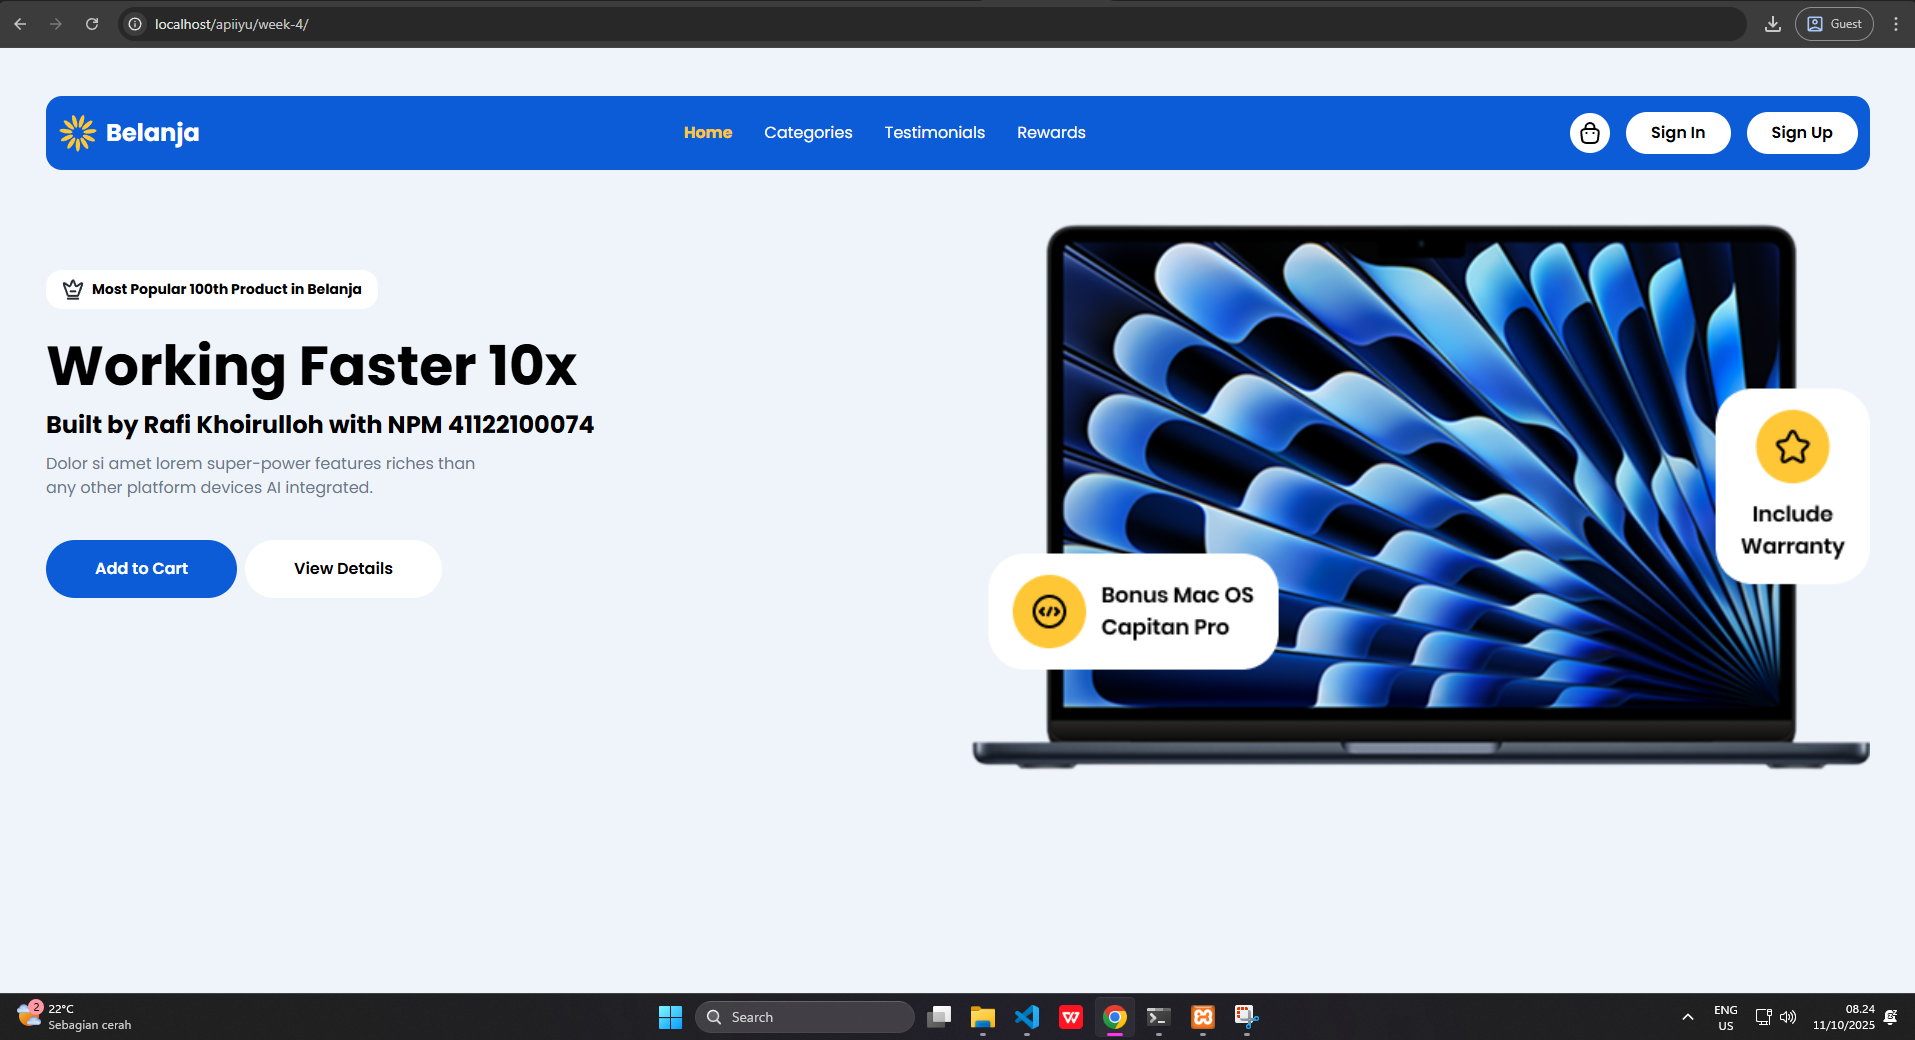 localhost/apiiyu/week-4/
Guest
Belanja
Home
Categories
Testimonials
Rewards
Sign In
Sign Up
Most Popular 100th Product in Belanja
Working Faster 10x
Built by Rafi Khoirulloh with NPM 41122100074
Dolor si amet lorem super-power features riches than
any other platform devices AI integrated.
Add to Cart
View Details
Include
Warranty
Bonus Mac OS
Capitan Pro
2
22°C
Sebagian cerah
Search
ENG
US
08.24
11/10/2025